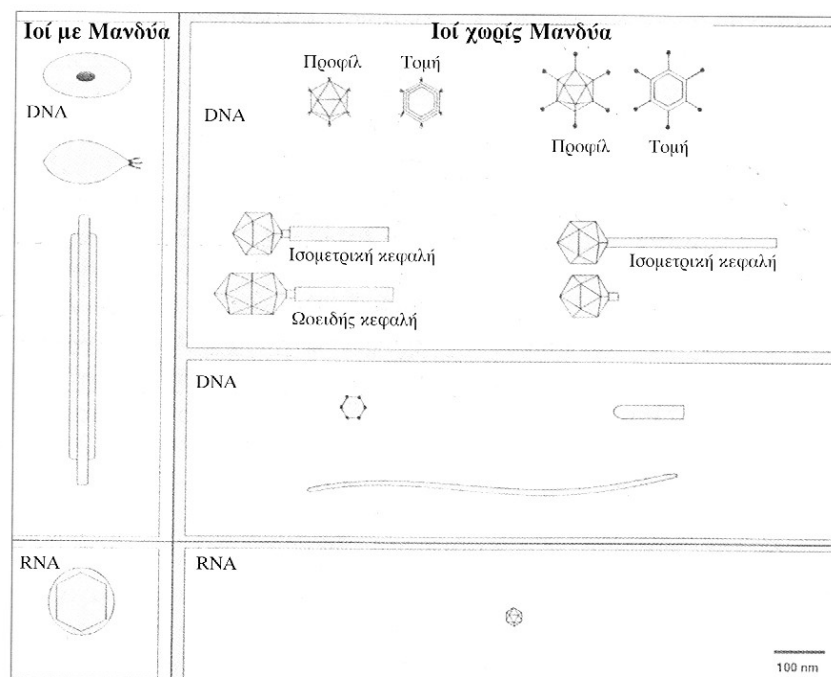 Ιοί με Μανδύα
Ιοί χωρίς Μανδύα
DNA
DNA
Προφίλ
Τομή
Προφίλ
Τομή
Ισομετρική κεφαλή
Ισομετρική κεφαλή
Ωοειδής κεφαλή
DNA
RNA
RNA
100 nm